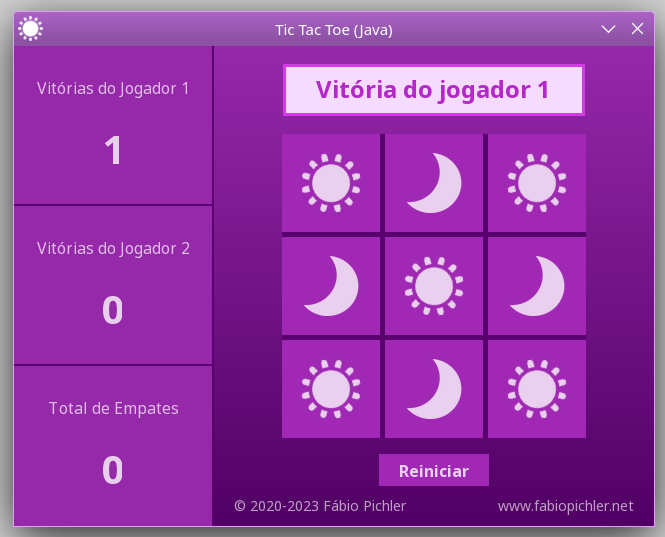 Tic Tac Toe (Java)
Vitórias do Jogador 1
1
Vitórias do Jogador 2
0
Total de Empates
0
Vitória do jogador 1
Reiniciar
© 2020-2023 Fábio Pichler
www.fabiopichler.net